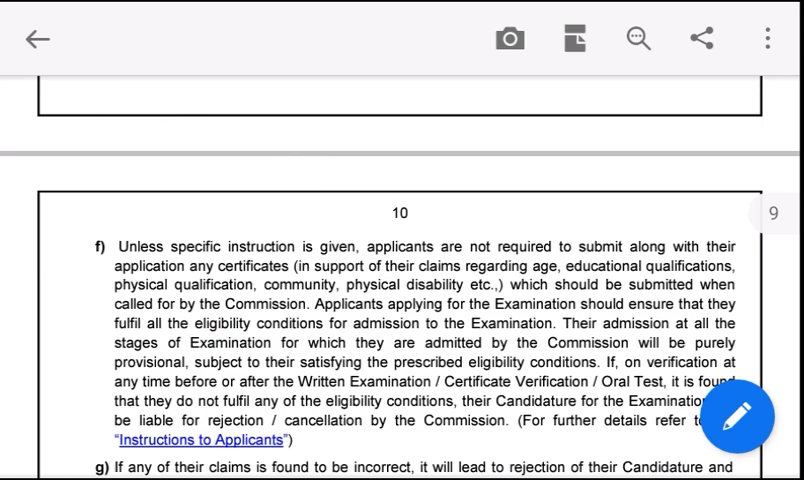 10
9
f) Unless specific instruction is given, applicants are not required to submit along with their
application any certificates (in support of their claims regarding age, educational qualifications,
physical qualification, community, physical disability etc.,) which should be submitted when
called for by the Commission. Applicants applying for the Examination should ensure that they
fulfil all the eligibility conditions for admission to the Examination. Their admission at all the
stages of Examination for which they are admitted by the Commission will be purely
provisional, subject to their satisfying the prescribed eligibility conditions. If, on verification at
any time before or after the Written Examination / Certificate Verification / Oral Test, it is found
that they do not fulfil any of the eligibility conditions, their Candidature for the Examination
be liable for rejection / cancellation by the Commission. (For further details refer to
“Instructions to Applicants”)
g) If any of their claims is found to be incorrect, it will lead to rejection of their Candidature and